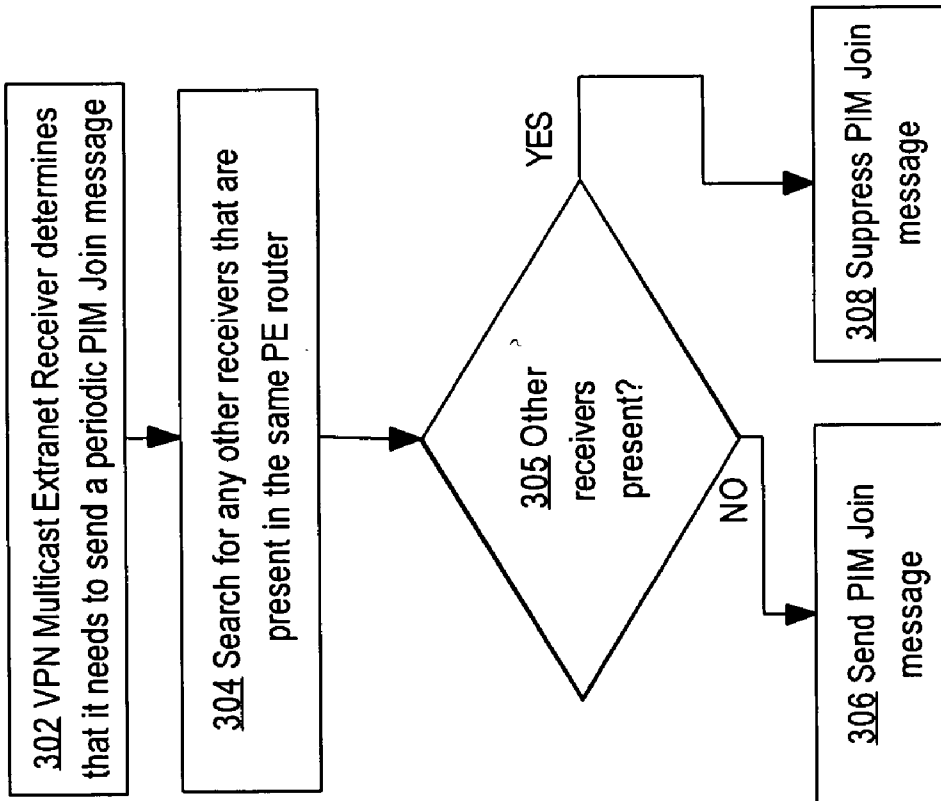 302 VPN Multicast Extranet Receiver determines
that it needs to send a periodic PIM Join message
304 Search for any other receivers that are
present in the same PE router
305 Other
receivers
present?
YES
NO
306 Send PIM Join
message
308 Suppress PIM Join
message